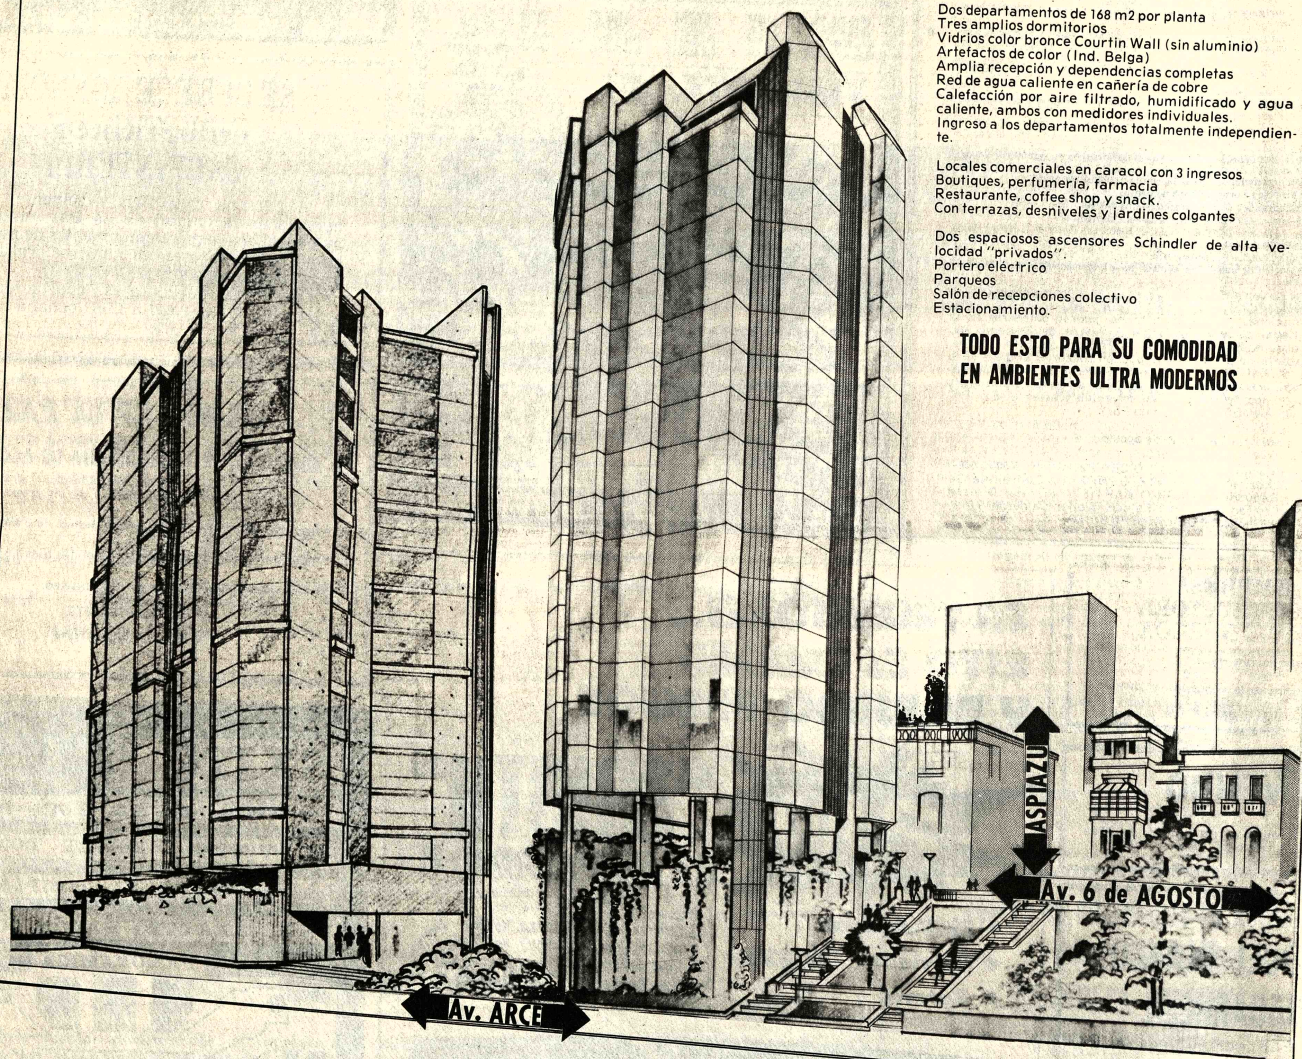 Dos departamentos de 168 m2 por planta
Tres amplios dormitorios
Vidrios color bronce Courtin Wall (sin aluminio)
Artefactos de color (Ind. Belga)
Amplia recepción y dependencias completas
Red de agua caliente en cañería de cobre
Calefacción por aire filtrado, humidificado y agua
caliente, ambos con medidores individuales.
Ingreso a los departamentos totalmente independien-
te.
Locales comerciales en caracol con 3 ingresos
Boutiques, perfumería, farmacia
Restaurante, coffee shop y snack.
Con terrazas, desniveles y jardines colgantes
Dos espaciosos ascensores Schindler de alta ve-
locidad "privados".
Portero eléctrico
Parqueos
Salón de recepciones colectivo
Estacionamiento.
TODO ESTO PARA SU COMODIDAD
EN AMBIENTES ULTRA MODERNOS
ASPIAZU
Av. 6 de AGOSTO
Av. ARCE